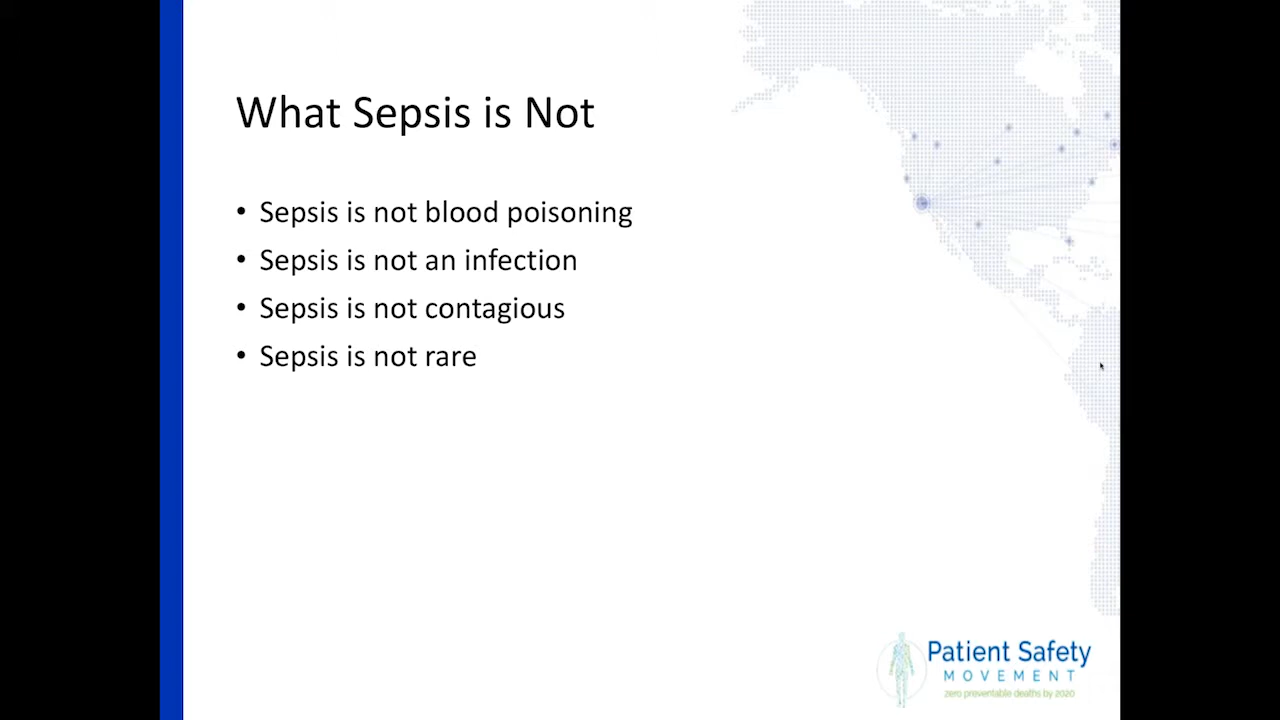 What Sepsis is Not
• Sepsis is not blood poisoning
• Sepsis is not an infection
• Sepsis is not contagious
• Sepsis is not rare
Patient Safety
MOVEMENT
zero preventable deaths by 2020